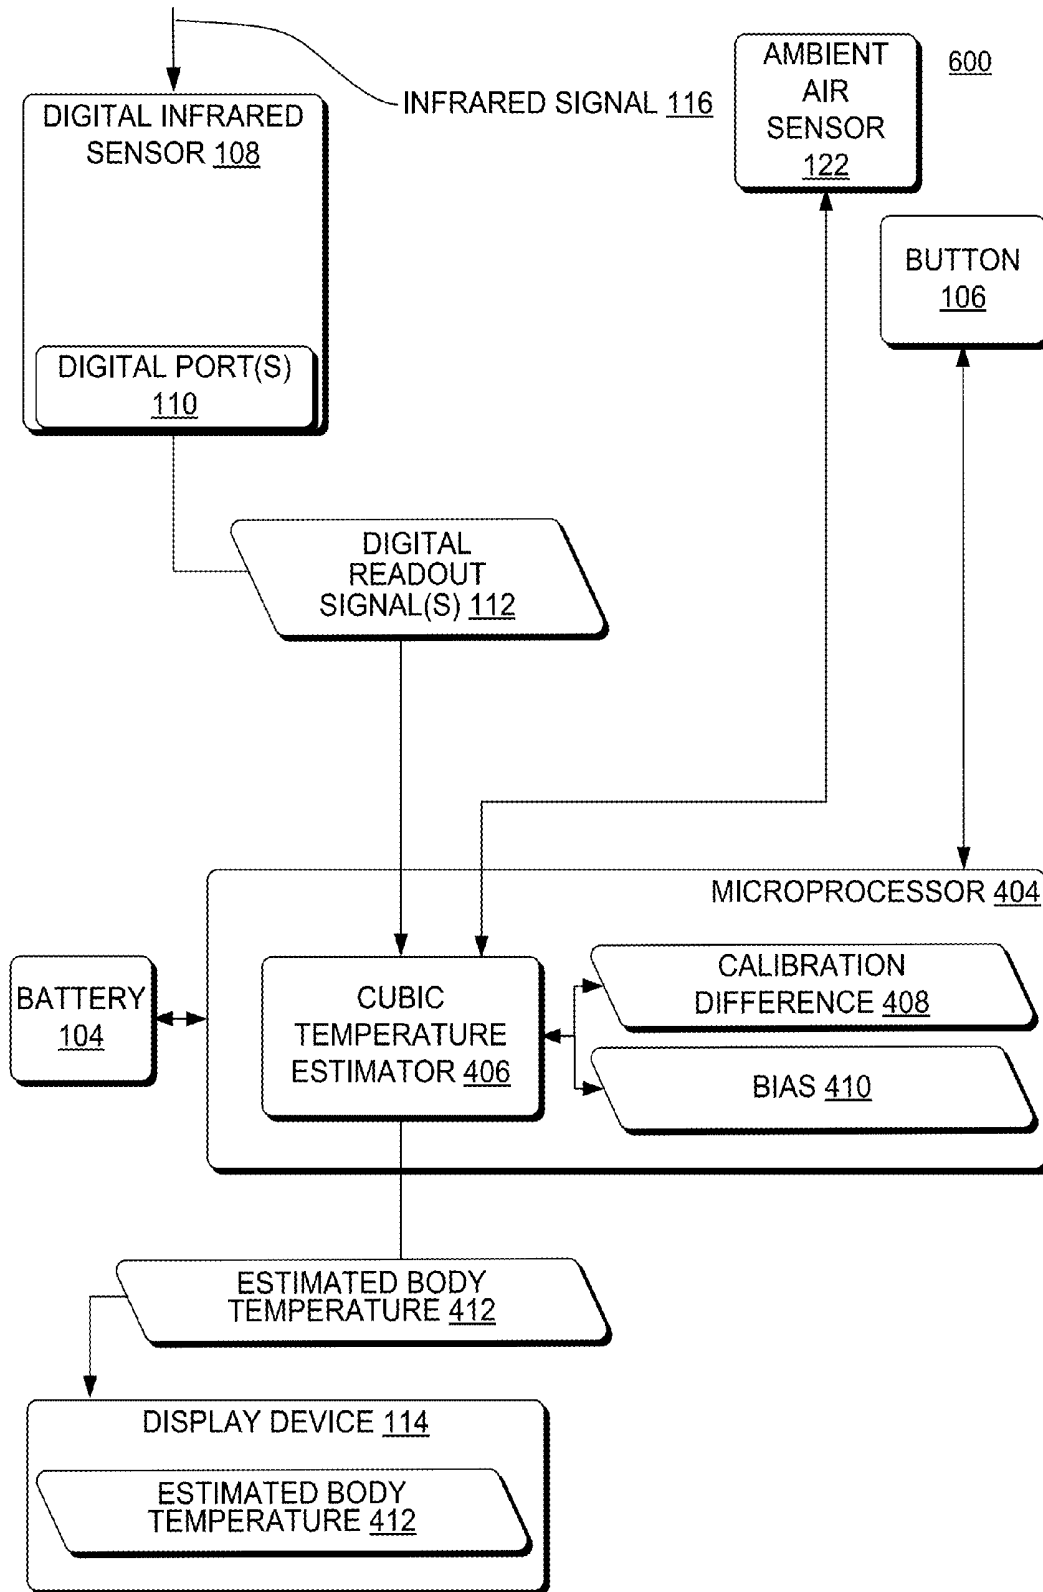 AMBIENT
AIR
SENSOR
122
600
INFRARED SIGNAL 116
DIGITAL INFRARED
SENSOR 108
BUTTON
106
DIGITAL PORT(S)
110
DIGITAL
READOUT
SIGNAL(S) 112
MICROPROCESSOR 404
CUBIC
TEMPERATURE
ESTIMATOR 406
CALIBRATION
DIFFERENCE 408
BIAS 410
BATTERY
104
ESTIMATED BODY
TEMPERATURE 412
DISPLAY DEVICE 114
ESTIMATED BODY
TEMPERATURE 412